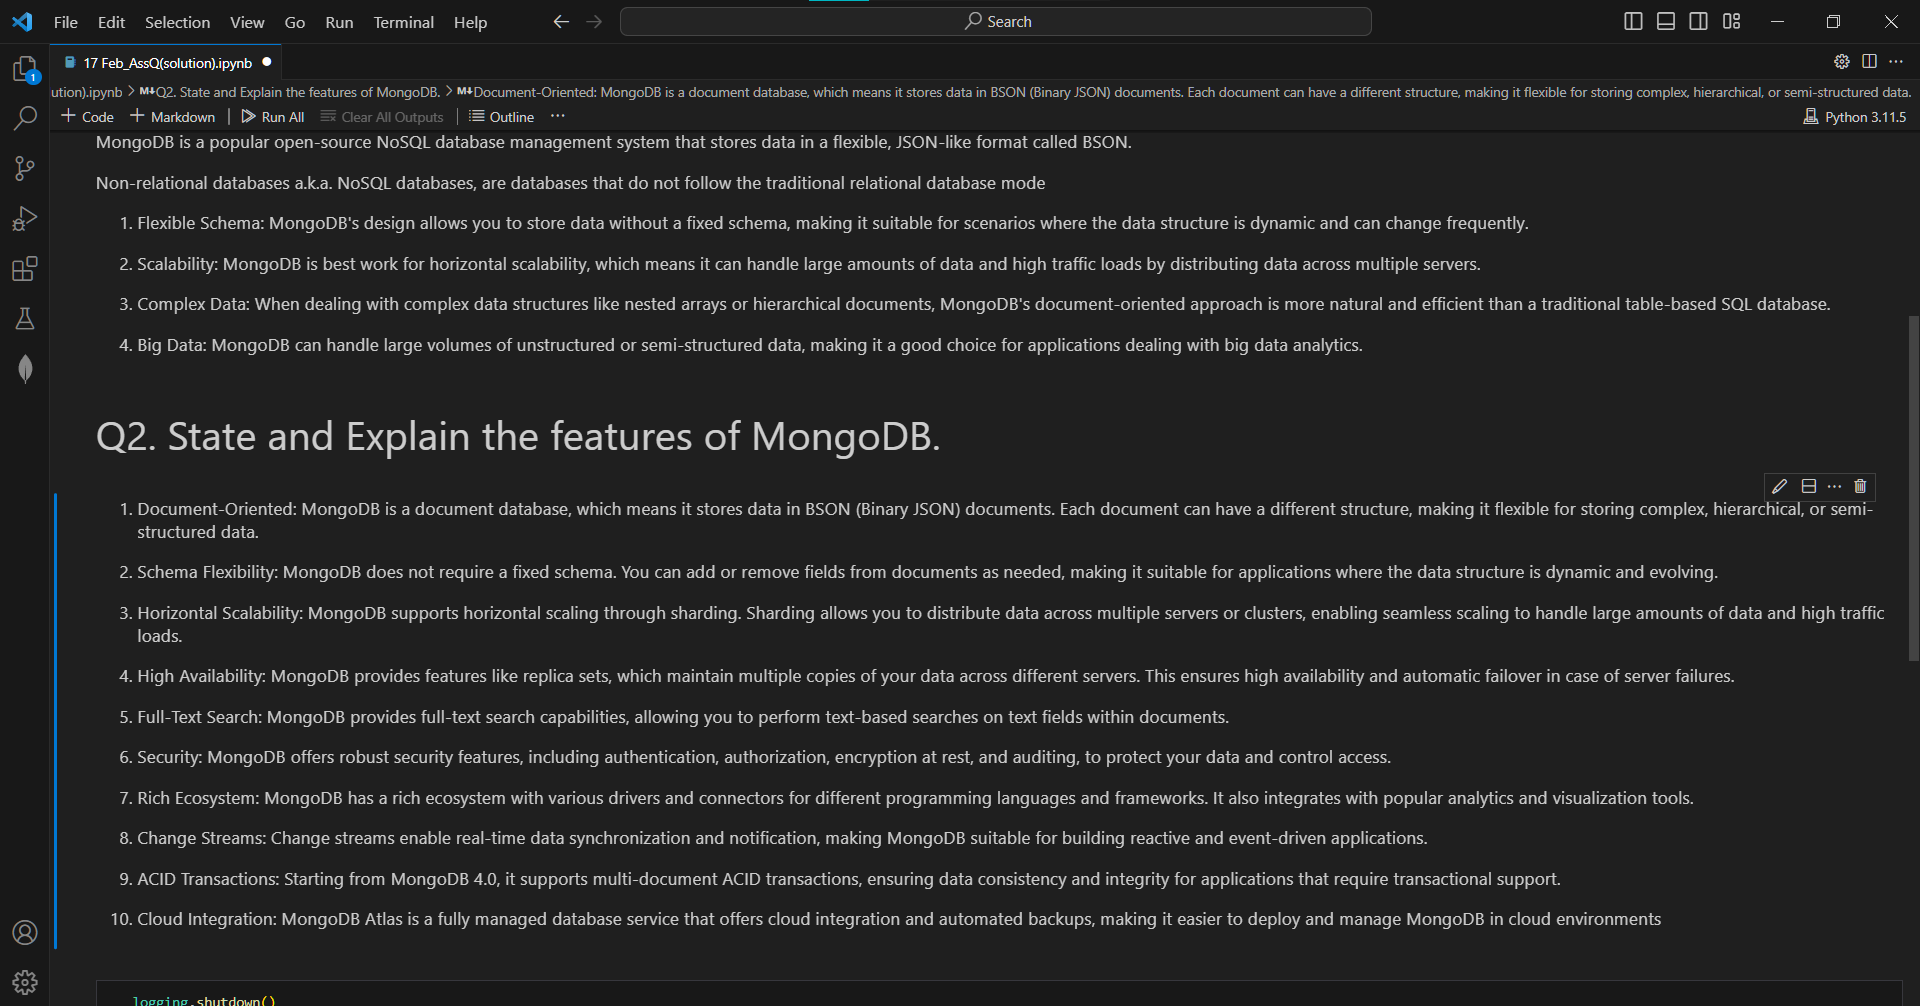 File Edit Selection View Go Run Terminal Help Search
17 Feb_AssQ(solution).ipynb
ution).ipynb > M↓Q2. State and Explain the features of MongoDB. > M↓Document-Oriented: MongoDB is a document database, which means it stores data in BSON (Binary JSON) documents. Each document can have a different structure, making it flexible for storing complex, hierarchical, or semi-structured data.
+ Code + Markdown | Run All Clear All Outputs | Outline ... Python 3.11.5
1
MongoDB is a popular open-source NoSQL database management system that stores data in a flexible, JSON-like format called BSON.
Non-relational databases a.k.a. NoSQL databases, are databases that do not follow the traditional relational database mode
1. Flexible Schema: MongoDB's design allows you to store data without a fixed schema, making it suitable for scenarios where the data structure is dynamic and can change frequently.
2. Scalability: MongoDB is best work for horizontal scalability, which means it can handle large amounts of data and high traffic loads by distributing data across multiple servers.
3. Complex Data: When dealing with complex data structures like nested arrays or hierarchical documents, MongoDB's document-oriented approach is more natural and efficient than a traditional table-based SQL database.
4. Big Data: MongoDB can handle large volumes of unstructured or semi-structured data, making it a good choice for applications dealing with big data analytics.
Q2. State and Explain the features of MongoDB.
1. Document-Oriented: MongoDB is a document database, which means it stores data in BSON (Binary JSON) documents. Each document can have a different structure, making it flexible for storing complex, hierarchical, or semi-
structured data.
2. Schema Flexibility: MongoDB does not require a fixed schema. You can add or remove fields from documents as needed, making it suitable for applications where the data structure is dynamic and evolving.
3. Horizontal Scalability: MongoDB supports horizontal scaling through sharding. Sharding allows you to distribute data across multiple servers or clusters, enabling seamless scaling to handle large amounts of data and high traffic
loads.
4. High Availability: MongoDB provides features like replica sets, which maintain multiple copies of your data across different servers. This ensures high availability and automatic failover in case of server failures.
5. Full-Text Search: MongoDB provides full-text search capabilities, allowing you to perform text-based searches on text fields within documents.
6. Security: MongoDB offers robust security features, including authentication, authorization, encryption at rest, and auditing, to protect your data and control access.
7. Rich Ecosystem: MongoDB has a rich ecosystem with various drivers and connectors for different programming languages and frameworks. It also integrates with popular analytics and visualization tools.
8. Change Streams: Change streams enable real-time data synchronization and notification, making MongoDB suitable for building reactive and event-driven applications.
9. ACID Transactions: Starting from MongoDB 4.0, it supports multi-document ACID transactions, ensuring data consistency and integrity for applications that require transactional support.
10. Cloud Integration: MongoDB Atlas is a fully managed database service that offers cloud integration and automated backups, making it easier to deploy and manage MongoDB in cloud environments
logging.shutdown()